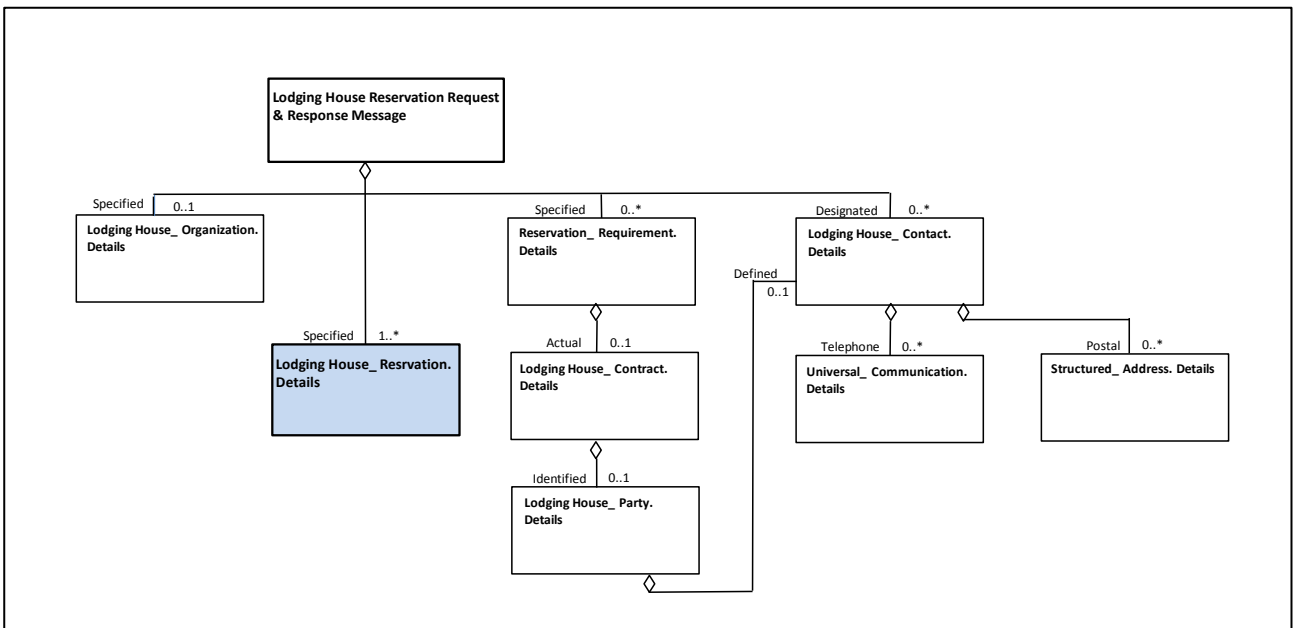 Lodging House Reservation Request
& Response Message
Specified 0..1
Lodging House_ Organization.
Details
Specified 0..*
Reservation_ Requirement.
Details
Designated 0..*
Lodging House_ Contact.
Details
Defined
0..1
Specified 1..*
Lodging House_ Resrvation.
Details
Actual 0..1
Lodging House_ Contract.
Details
Telephone 0..*
Universal_ Communication.
Details
Postal 0..*
Structured_ Address. Details
Identified 0..1
Lodging House_ Party.
Details